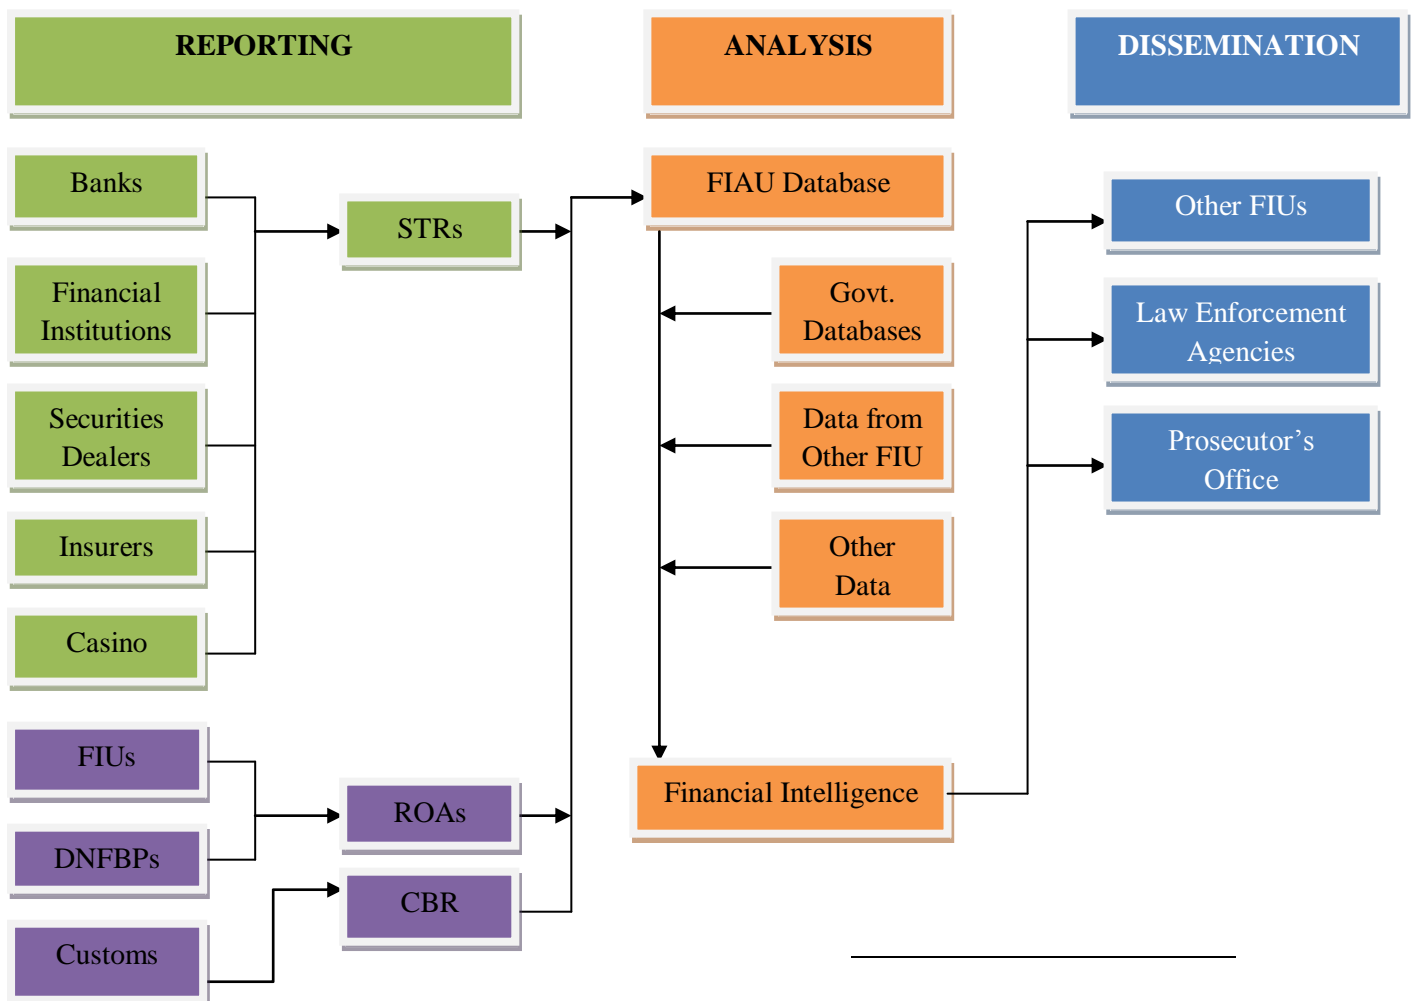 REPORTING
ANALYSIS
DISSEMINATION
Banks
Financial
Institutions
Securities
Dealers
Insurers
Casino
FIUs
DNFBPs
Customs
STRs
ROAs
CBR
FIAU Database
Govt.
Databases
Data from
Other FIU
Other
Data
Financial Intelligence
Other FIUs
Law Enforcement
Agencies
Prosecutor’s
Office